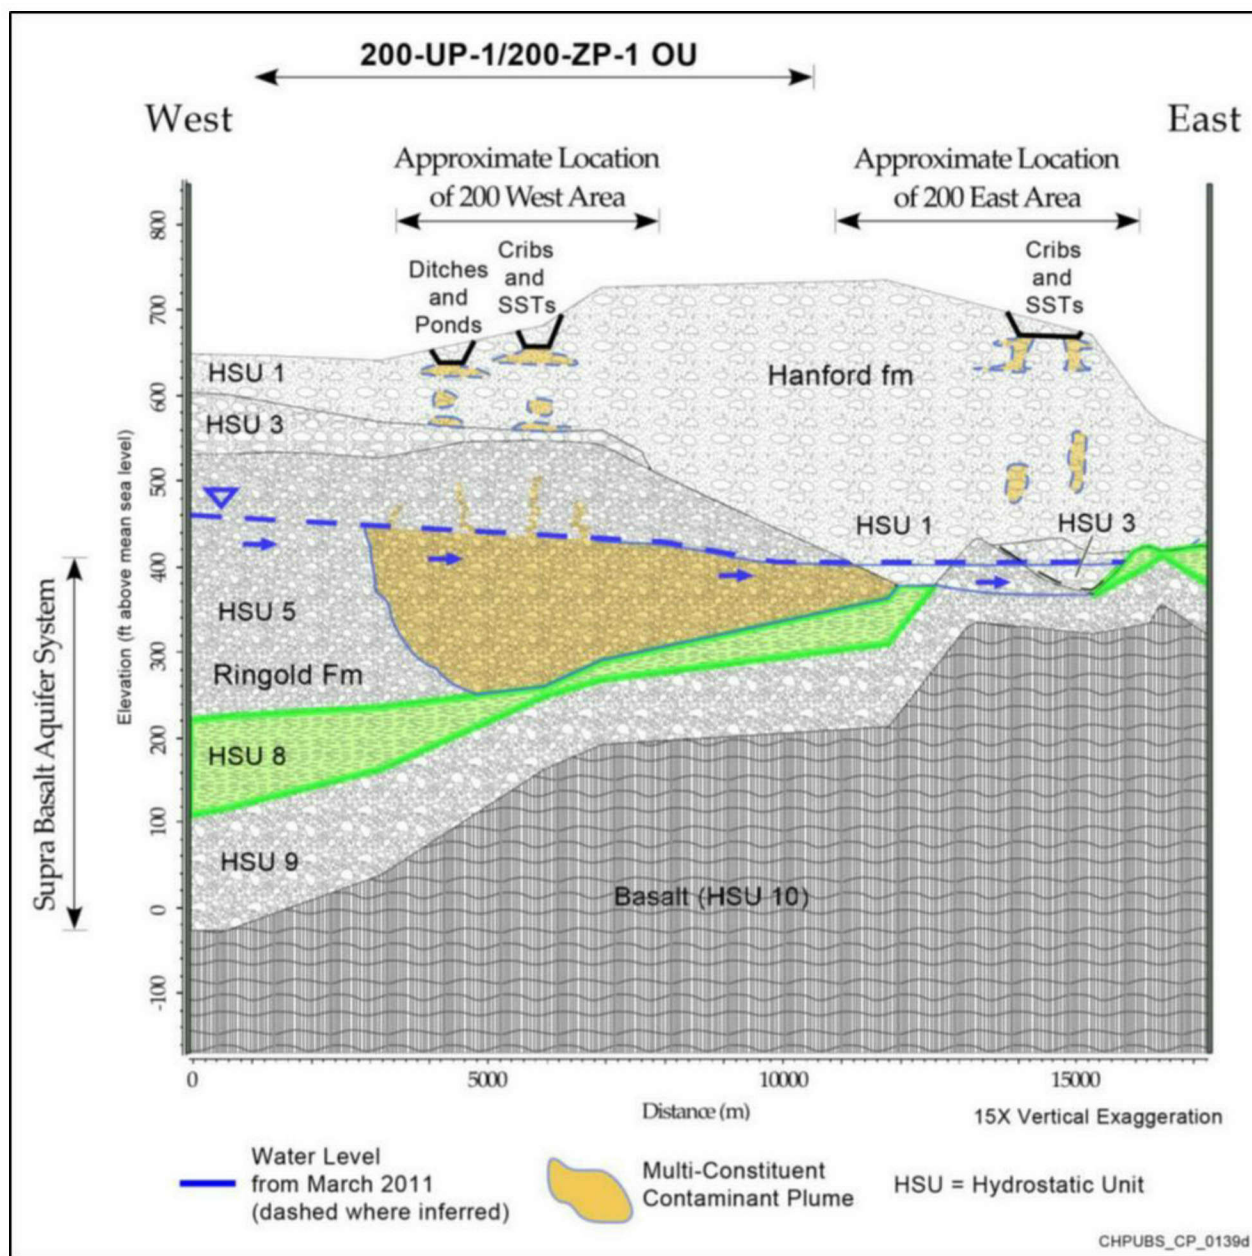 200-UP-1/200-ZP-1 OU
West
East
Approximate Location
of 200 West Area
Approximate Location
of 200 East Area
Ditches
and
Ponds
Cribs
and
SSTs
Cribs
and
SSTs
Elevation (ft above mean sea level)
800
700
600
500
400
300
200
100
0
-100
Supra Basalt Aquifer System
HSU 1
HSU 3
Hanford fm
HSU 1
HSU 3
HSU 5
Ringold Fm
HSU 8
HSU 9
Basalt (HSU 10)
0
5000
10000
15000
Distance (m)
15X Vertical Exaggeration
Water Level
from March 2011
(dashed where inferred)
Multi-Constituent
Contaminant Plume
HSU = Hydrostatic Unit
CHPUBS_CP_0139d